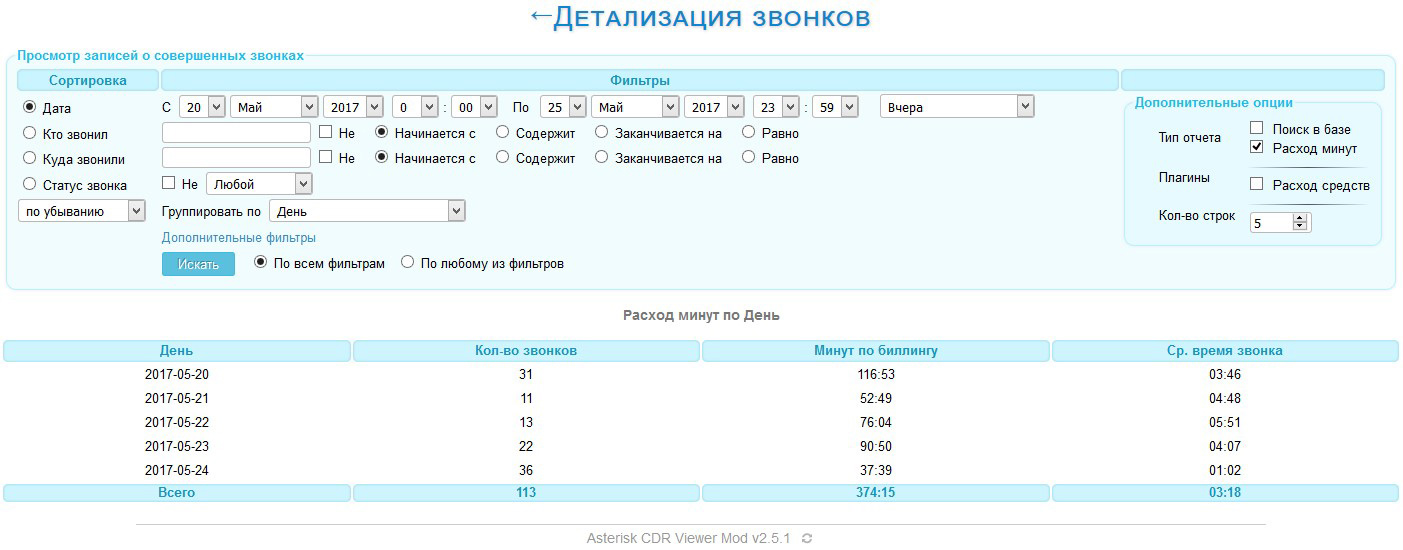 ←Детализация звонков
Просмотр записей о совершенных звонках
Сортировка Фильтры
Дата С 20 Май 2017 0 : 00 По 25 Май 2017 23 : 59 Вчера
Дополнительные опции
Кто звонил Не Начинается с Содержит Заканчивается на Равно
Тип отчета Поиск в базе
Расход минут
Куда звонили Не Начинается с Содержит Заканчивается на Равно
Статус звонка Не Любой
Плагины Расход средств
по убыванию Группировать по День
Кол-во строк 5
Дополнительные фильтры
Искать По всем фильтрам По любому из фильтров
Расход минут по День
День Кол-во звонков Минут по биллингу Ср. время звонка
2017-05-20 31 116:53 03:46
2017-05-21 11 52:49 04:48
2017-05-22 13 76:04 05:51
2017-05-23 22 90:50 04:07
2017-05-24 36 37:39 01:02
Всего 113 374:15 03:18
Asterisk CDR Viewer Mod v2.5.1